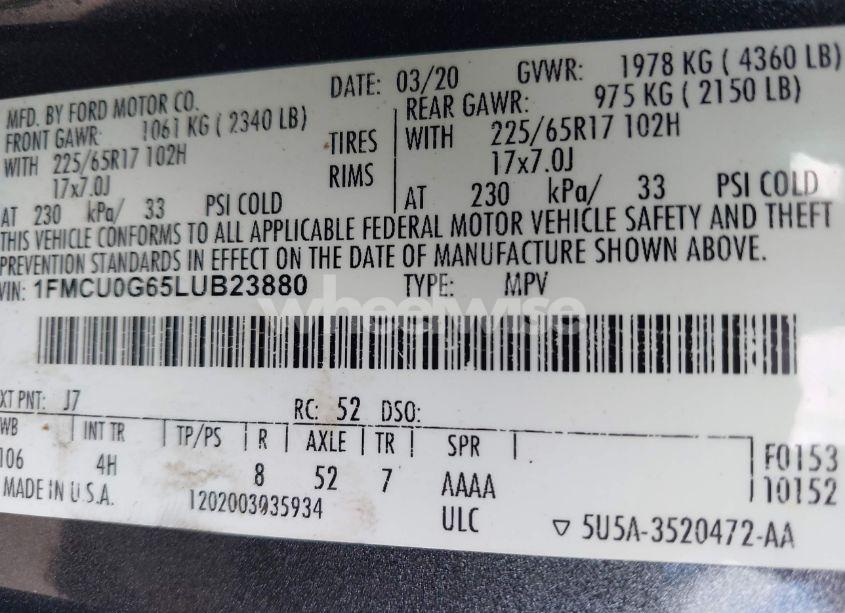 MFD. BY FORD MOTOR CO.
DATE: 03/20 GVWR: 1978 KG ( 4360 LB)
FRONT GAWR: 1061 KG ( 2340 LB)
REAR GAWR: 975 KG ( 2150 LB)
WITH 225/65R17 102H TIRES WITH 225/65R17 102H
17x7.0J RIMS 17x7.0J
AT 230 kPa/ 33 PSI COLD AT 230 kPa/ 33 PSI COLD
THIS VEHICLE CONFORMS TO ALL APPLICABLE FEDERAL MOTOR VEHICLE SAFETY AND THEFT
PREVENTION STANDARDS IN EFFECT ON THE DATE OF MANUFACTURE SHOWN ABOVE.
VIN: 1FMCU0G65LUB23880 TYPE: MPV
wheelwise
XT PNT: J7 RC: 52 DSO:
WB INT TR TP/PS R AXLE TR SPR
106 4H 8 52 7 AAAA
F0153
10152
MADE IN U.S.A. 1202003035934 ULC
▽ 5U5A-3520472-AA